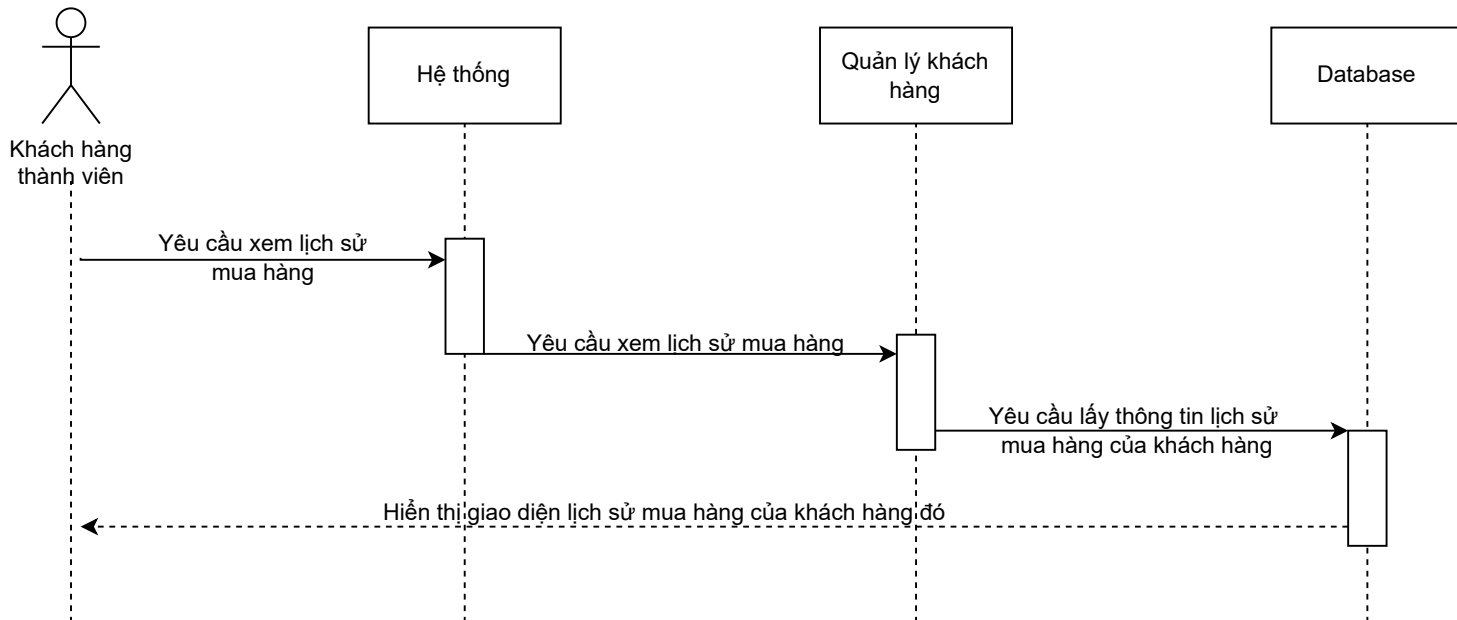 Khách hàng
thành viên
Hệ thống
Quản lý khách
hàng
Database
Yêu cầu xem lịch sử
mua hàng
Yêu cầu xem lịch sử mua hàng
Yêu cầu lấy thông tin lịch sử
mua hàng của khách hàng
Hiển thị giao diện lịch sử mua hàng của khách hàng đó